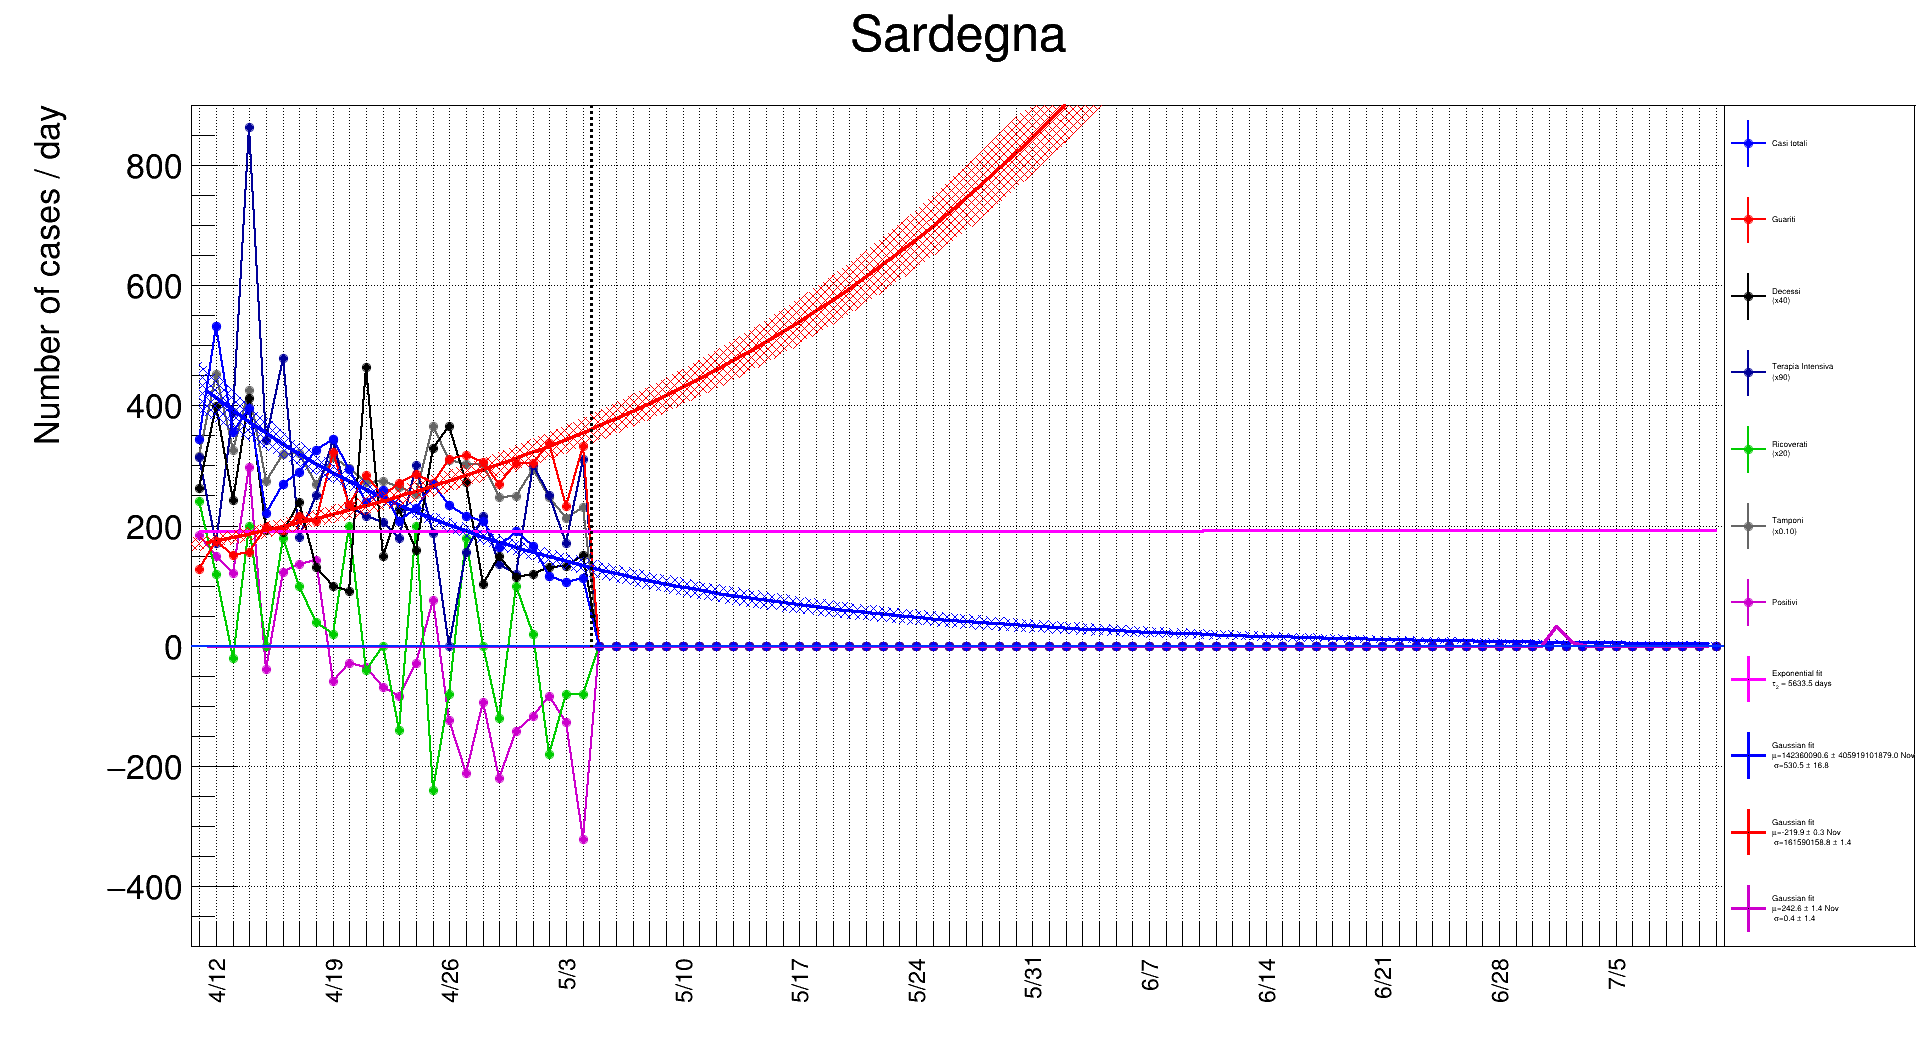 Sardegna
Number of cases / day
800
600
400
200
0
−200
−400
4/12
4/19
4/26
5/3
5/10
5/17
5/24
5/31
6/7
6/14
6/21
6/28
7/5
Casi totali
Guariti
Decessi
(x40)
Terapia Intensiva
(x90)
Ricoverati
(x20)
Tamponi
(x0.10)
Positivi
Exponential fit
τ₂ = 5633.5 days
Gaussian fit
μ=142360090.6 ± 405919101879.0 Nov
σ=530.5 ± 16.8
Gaussian fit
μ=-219.9 ± 0.3 Nov
σ=161590158.8 ± 1.4
Gaussian fit
μ=242.6 ± 1.4 Nov
σ=0.4 ± 1.4